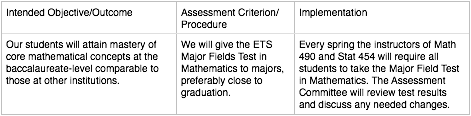 Intended Objective/Outcome
Assessment Criterion/
Procedure
Implementation
Our students will attain mastery of
core mathematical concepts at the
baccalaureate-level comparable to
those at other institutions.
We will give the ETS
Major Fields Test in
Mathematics to majors,
preferably close to
graduation.
Every spring the instructors of Math
490 and Stat 454 will require all
students to take the Major Field Test
in Mathematics. The Assessment
Committee will review test results
and discuss any needed changes.